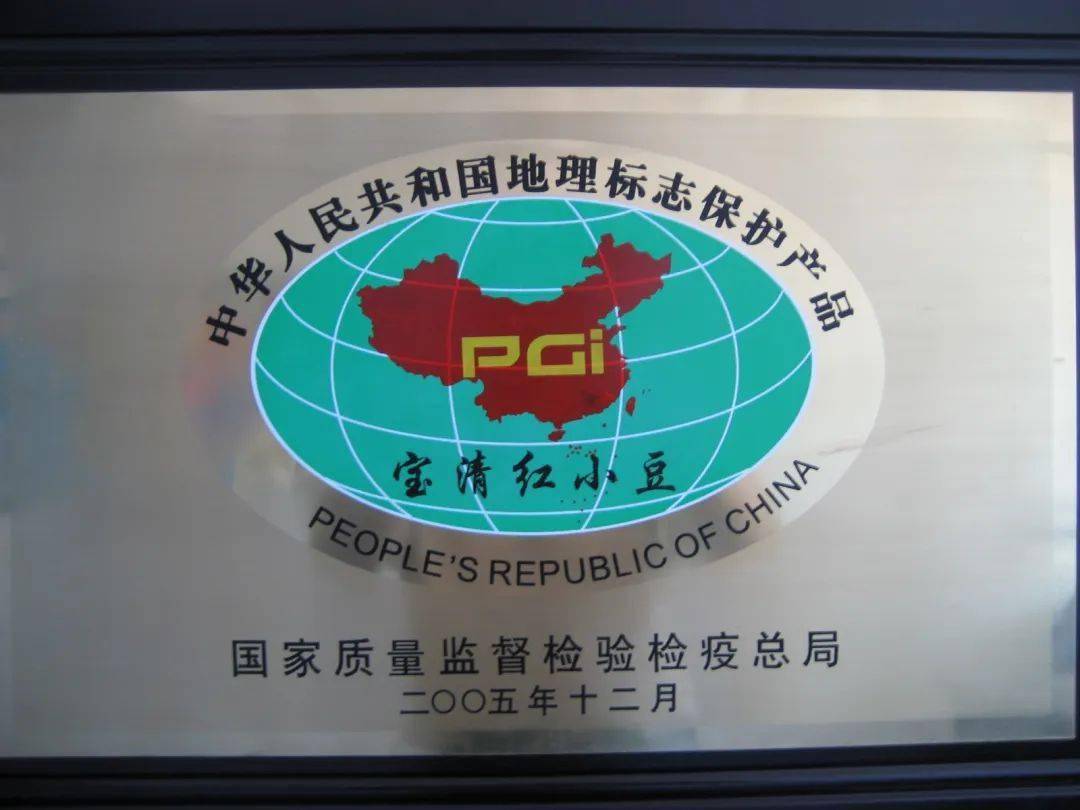 中华人民共和国地理标志保护产品
PGi
宝清红小豆
PEOPLE'S REPUBLIC OF CHINA
国家质量监督检验检疫总局
二〇〇五年十二月